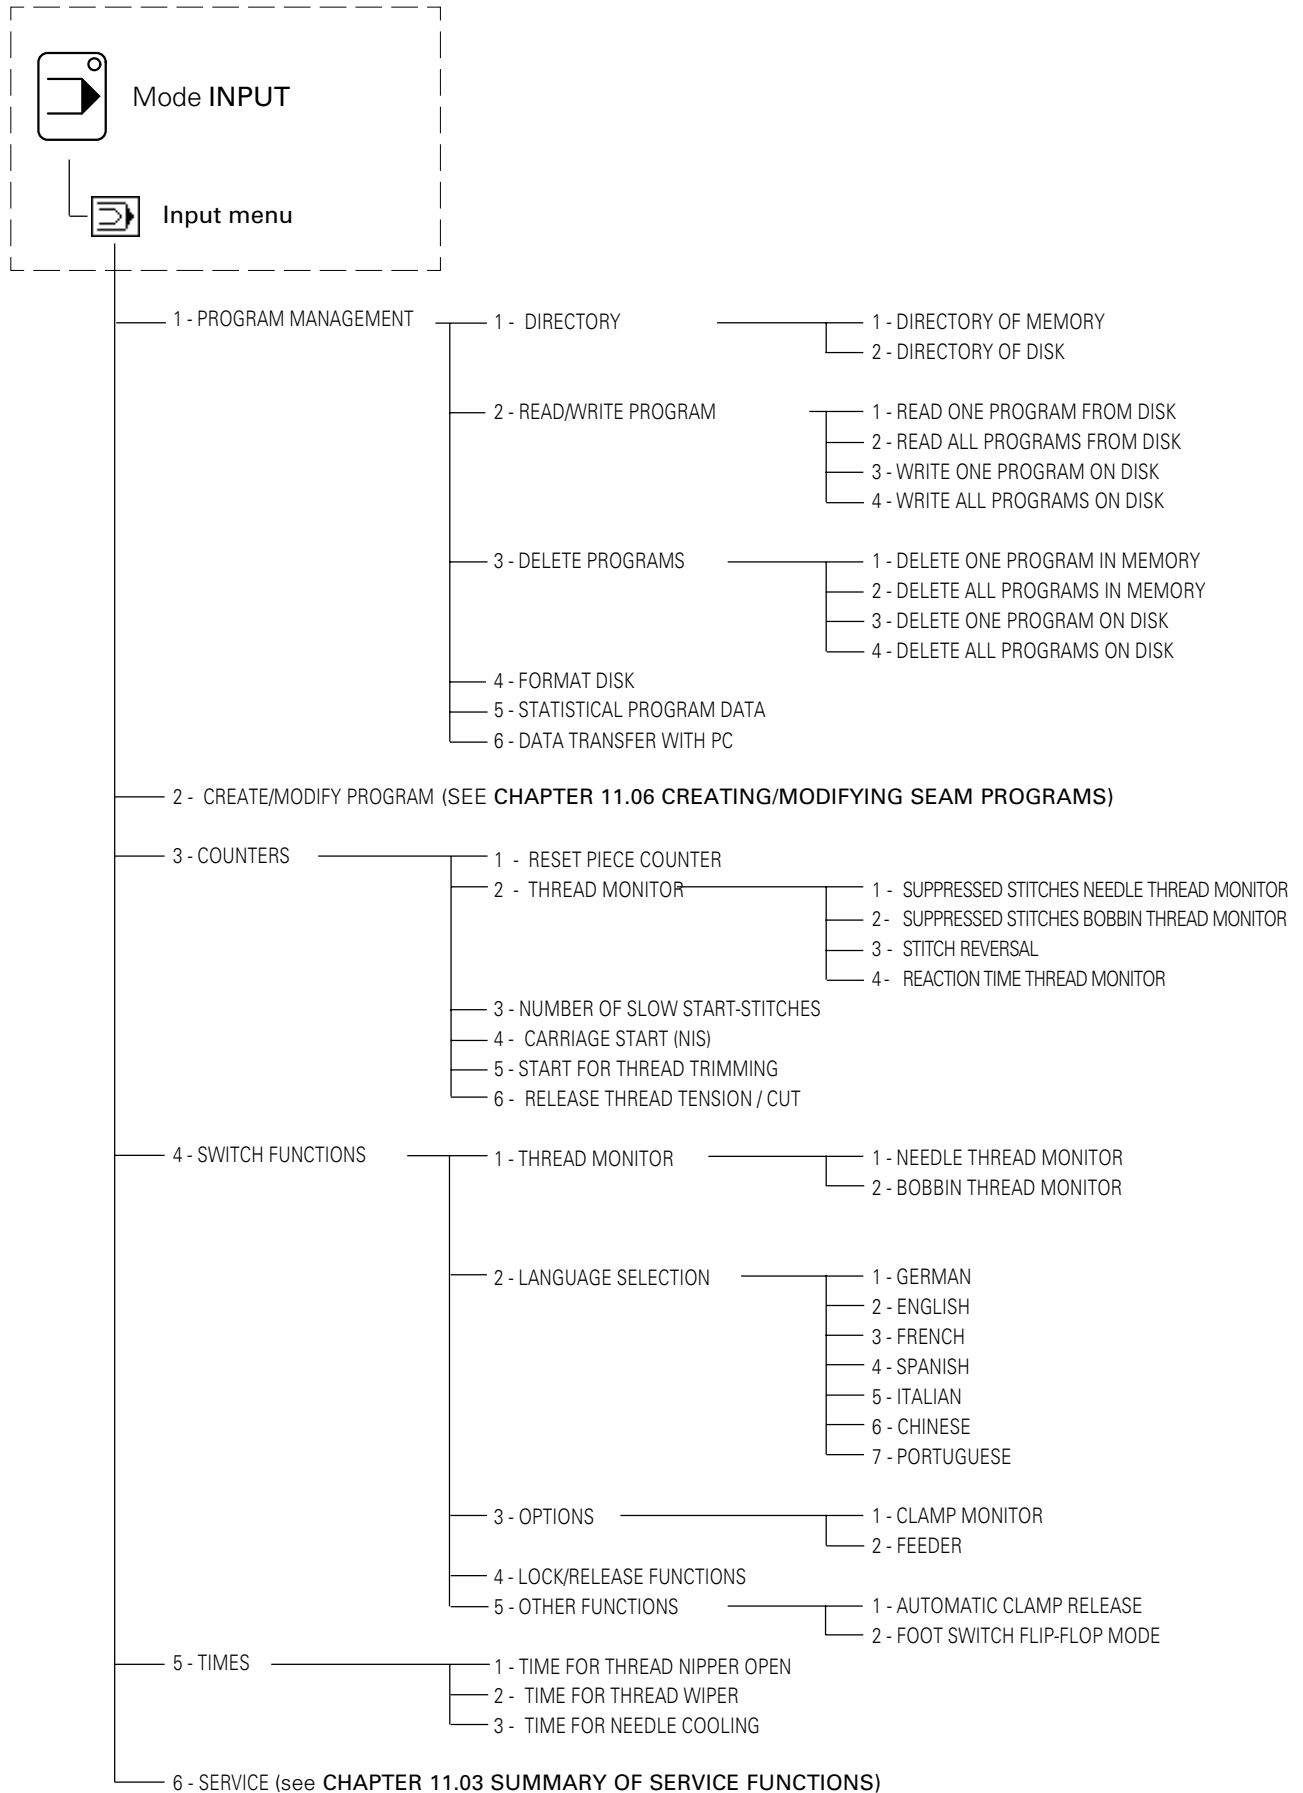 Mode INPUT
Input menu
1 - PROGRAM MANAGEMENT
1 - DIRECTORY
1 - DIRECTORY OF MEMORY
2 - DIRECTORY OF DISK
2 - READ/WRITE PROGRAM
1 - READ ONE PROGRAM FROM DISK
2 - READ ALL PROGRAMS FROM DISK
3 - WRITE ONE PROGRAM ON DISK
4 - WRITE ALL PROGRAMS ON DISK
3 - DELETE PROGRAMS
1 - DELETE ONE PROGRAM IN MEMORY
2 - DELETE ALL PROGRAMS IN MEMORY
3 - DELETE ONE PROGRAM ON DISK
4 - DELETE ALL PROGRAMS ON DISK
4 - FORMAT DISK
5 - STATISTICAL PROGRAM DATA
6 - DATA TRANSFER WITH PC
2 - CREATE/MODIFY PROGRAM (SEE CHAPTER 11.06 CREATING/MODIFYING SEAM PROGRAMS)
3 - COUNTERS
1 - RESET PIECE COUNTER
2 - THREAD MONITOR
1 - SUPPRESSED STITCHES NEEDLE THREAD MONITOR
2 - SUPPRESSED STITCHES BOBBIN THREAD MONITOR
3 - STITCH REVERSAL
4 - REACTION TIME THREAD MONITOR
3 - NUMBER OF SLOW START-STITCHES
4 - CARRIAGE START (NIS)
5 - START FOR THREAD TRIMMING
6 - RELEASE THREAD TENSION / CUT
4 - SWITCH FUNCTIONS
1 - THREAD MONITOR
1 - NEEDLE THREAD MONITOR
2 - BOBBIN THREAD MONITOR
2 - LANGUAGE SELECTION
1 - GERMAN
2 - ENGLISH
3 - FRENCH
4 - SPANISH
5 - ITALIAN
6 - CHINESE
7 - PORTUGUESE
3 - OPTIONS
1 - CLAMP MONITOR
2 - FEEDER
4 - LOCK/RELEASE FUNCTIONS
5 - OTHER FUNCTIONS
1 - AUTOMATIC CLAMP RELEASE
2 - FOOT SWITCH FLIP-FLOP MODE
5 - TIMES
1 - TIME FOR THREAD NIPPER OPEN
2 - TIME FOR THREAD WIPER
3 - TIME FOR NEEDLE COOLING
6 - SERVICE (see CHAPTER 11.03 SUMMARY OF SERVICE FUNCTIONS)